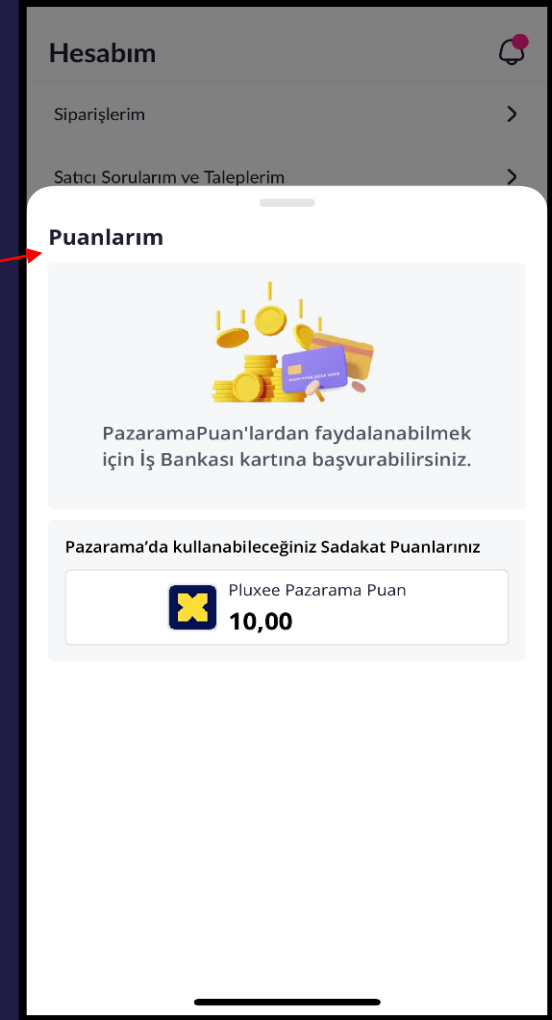 Hesabım
Siparişlerim
Satıcı Sorularım ve Taleplerim
Puanlarım
PazaramaPuan'lardan faydalanabilmek
için İş Bankası kartına başvurabilirsiniz.
Pazarama’da kullanabileceğiniz Sadakat Puanlarınız
Pluxee Pazarama Puan
10,00